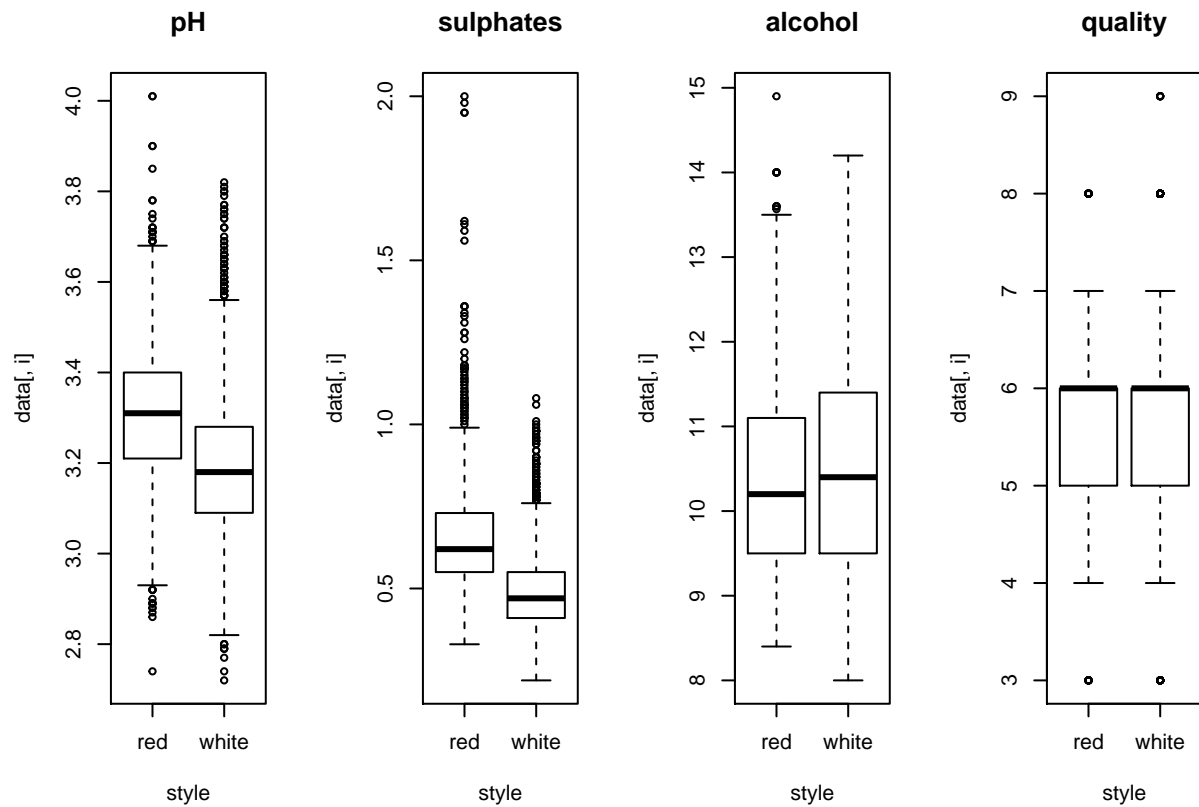 pH
4.0
3.8
3.6
3.4
3.2
3.0
2.8
data[, i]
red white
style
sulphates
2.0
1.5
1.0
0.5
data[, i]
red white
style
alcohol
15
14
13
12
11
10
9
8
data[, i]
red white
style
quality
9
8
7
6
5
4
3
data[, i]
red white
style